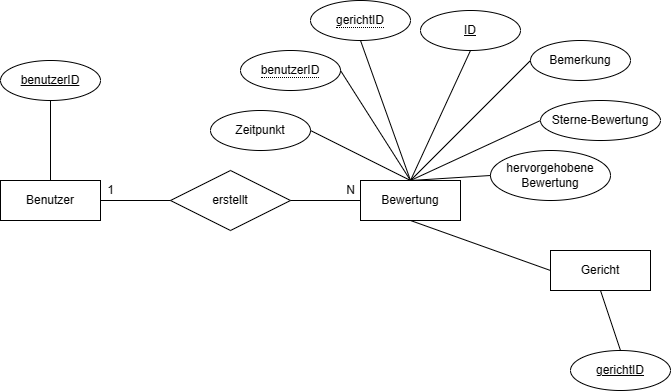 gerichtID
ID
benutzerID
Bemerkung
benutzerID
Zeitpunkt
Sterne-Bewertung
hervorgehobene
Bewertung
Benutzer
1
erstellt
N
Bewertung
Gericht
gerichtID